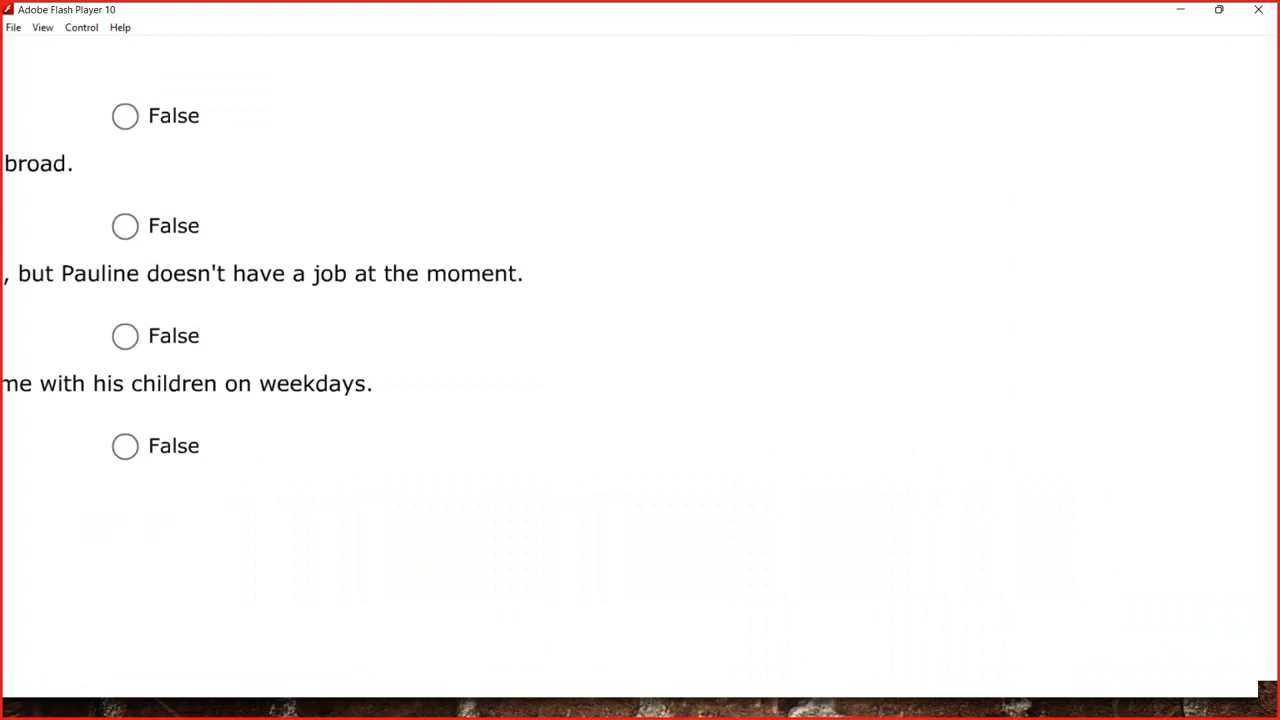 Adobe Flash Player 10
File View Control Help
False
broad.
False
, but Pauline doesn't have a job at the moment.
False
me with his children on weekdays.
False